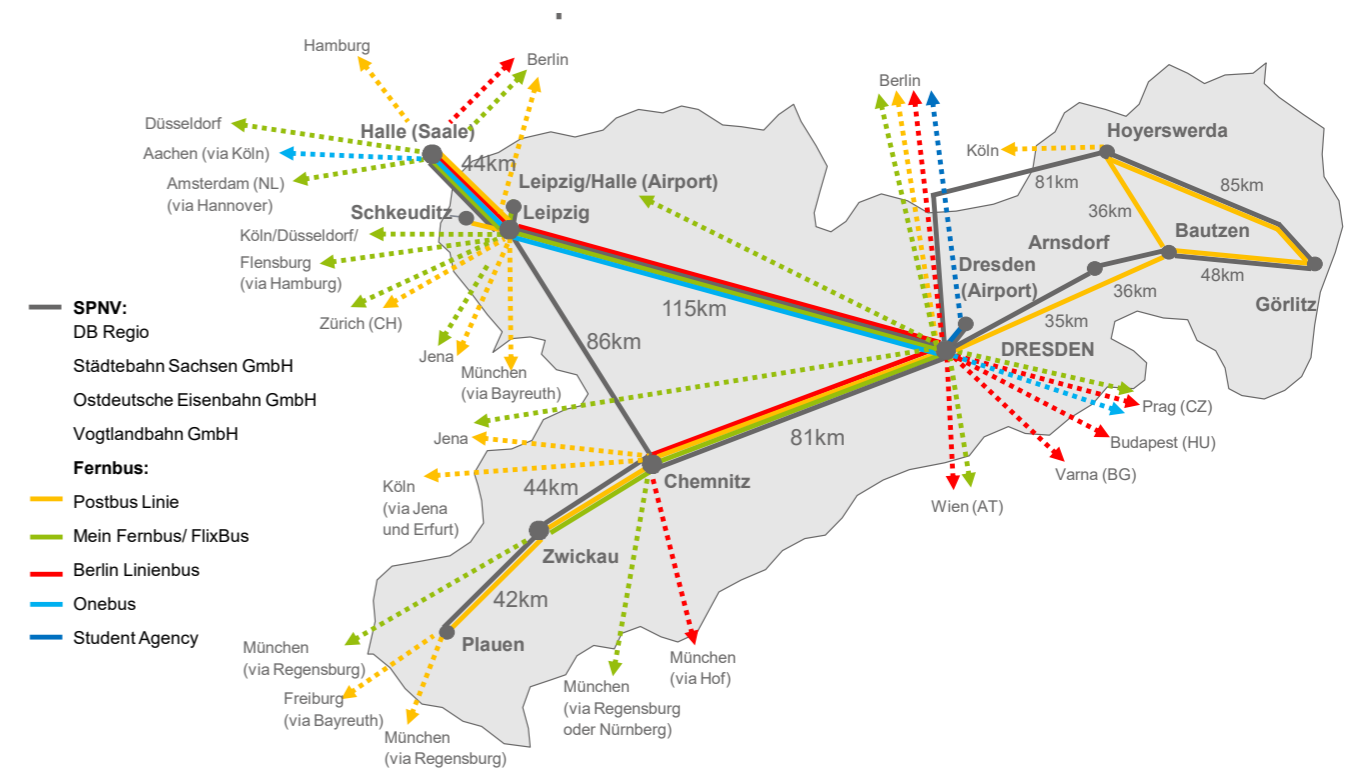 Hamburg
Berlin
Düsseldorf
Halle (Saale)
Aachen (via Köln)
44km
Amsterdam (NL)
(via Hannover)
Leipzig/Halle (Airport)
Schkeuditz
Leipzig
Köln/Düsseldorf/
Flensburg
(via Hamburg)
Zürich (CH)
Jena
München
(via Bayreuth)
115km
86km
Berlin
Hoyerswerda
Köln
81km
85km
36km
Bautzen
Arnsdorf
Dresden
(Airport)
48km
36km
Görlitz
35km
DRESDEN
Prag (CZ)
Budapest (HU)
Varna (BG)
Wien (AT)
81km
Jena
Köln
(via Jena
und Erfurt)
44km
Chemnitz
Zwickau
42km
Plauen
München
(via Regensburg)
Freiburg
(via Bayreuth)
München
(via Regensburg)
München
(via Regensburg
oder Nürnberg)
München
(via Hof)
SPNV:
DB Regio
Städtebahn Sachsen GmbH
Ostdeutsche Eisenbahn GmbH
Vogtlandbahn GmbH
Fernbus:
Postbus Linie
Mein Fernbus/ FlixBus
Berlin Linienbus
Onebus
Student Agency